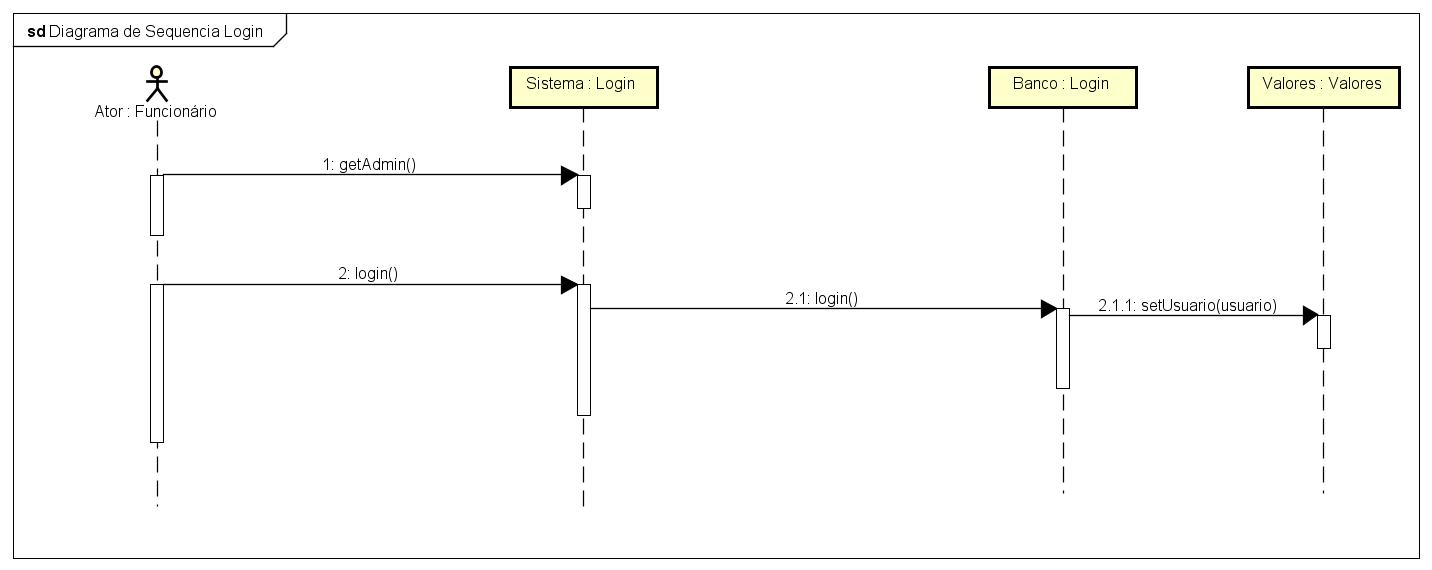 sd Diagrama de Sequencia Login
Ator : Funcionário
Sistema : Login
Banco : Login
Valores : Valores
1: getAdmin()
2: login()
2.1: login()
2.1.1: setUsuario(usuario)